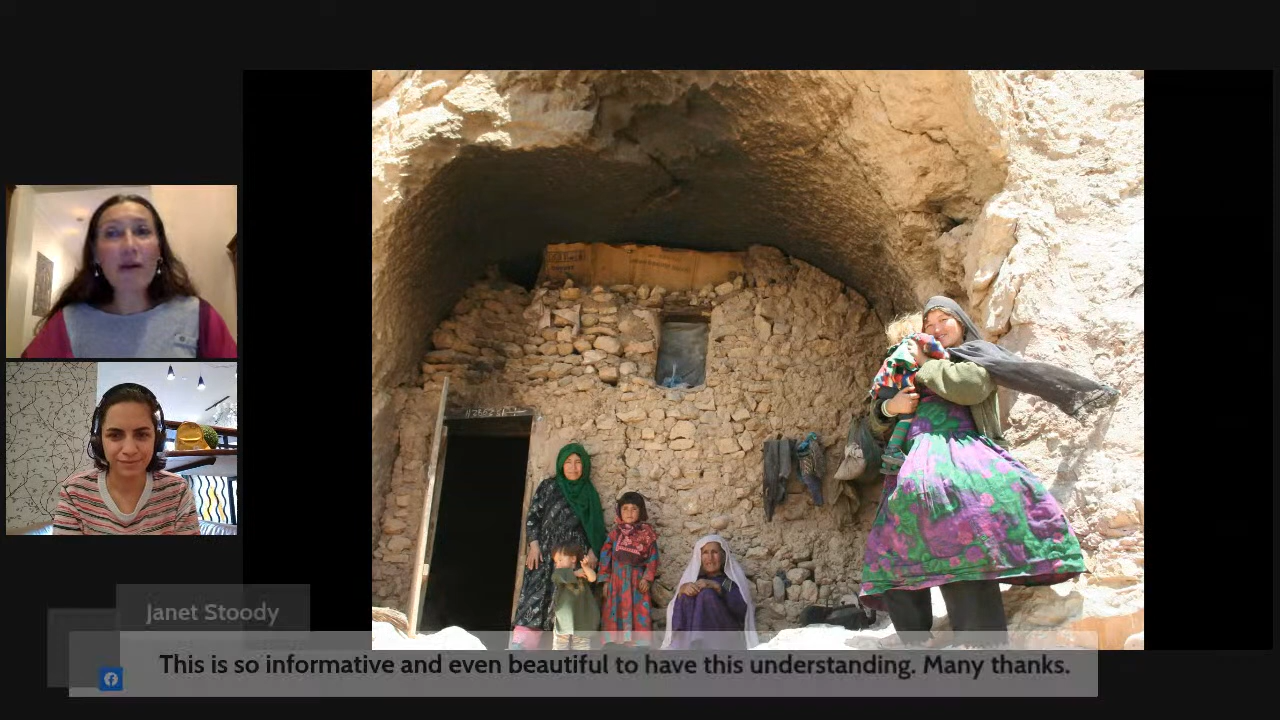 Janet Stoody
This is so informative and even beautiful to have this understanding. Many thanks.